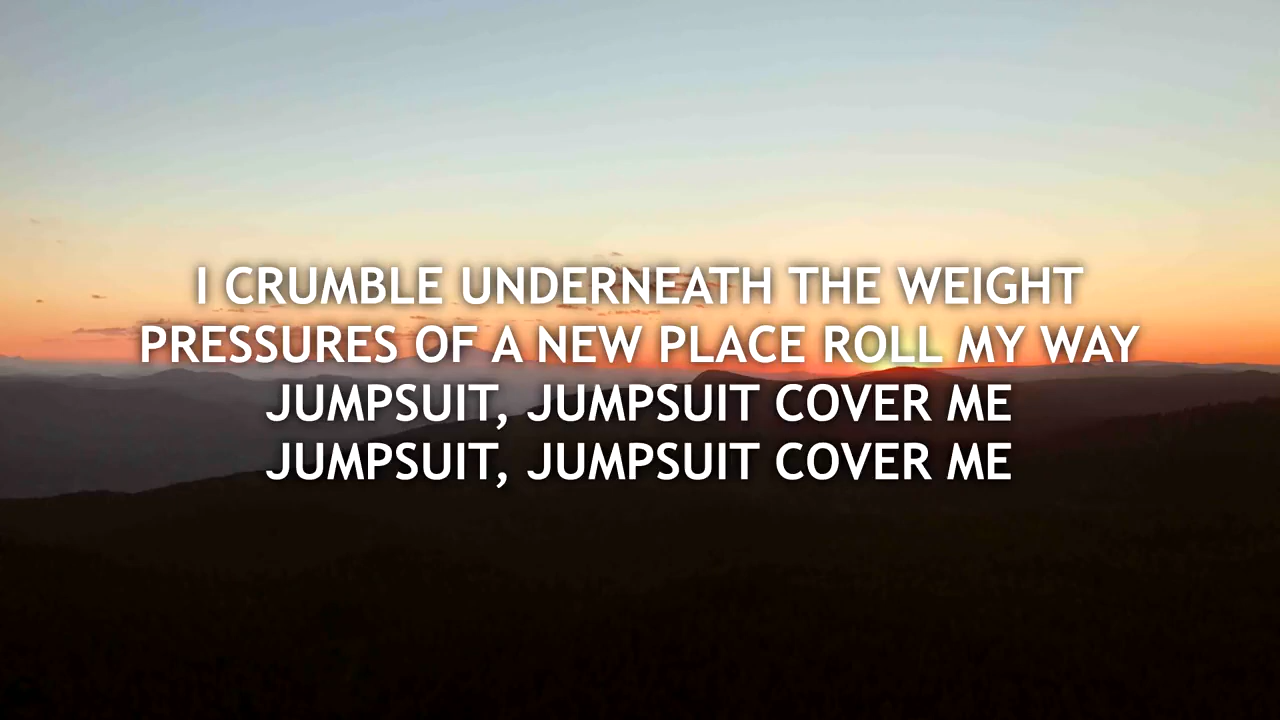 I CRUMBLE UNDERNEATH THE WEIGHT
PRESSURES OF A NEW PLACE ROLL MY WAY
JUMPSUIT, JUMPSUIT COVER ME
JUMPSUIT, JUMPSUIT COVER ME